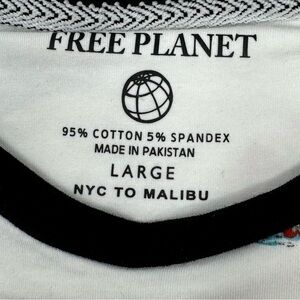 FREE PLANET
95% COTTON 5% SPANDEX
MADE IN PAKISTAN
LARGE
NYC TO MALIBU